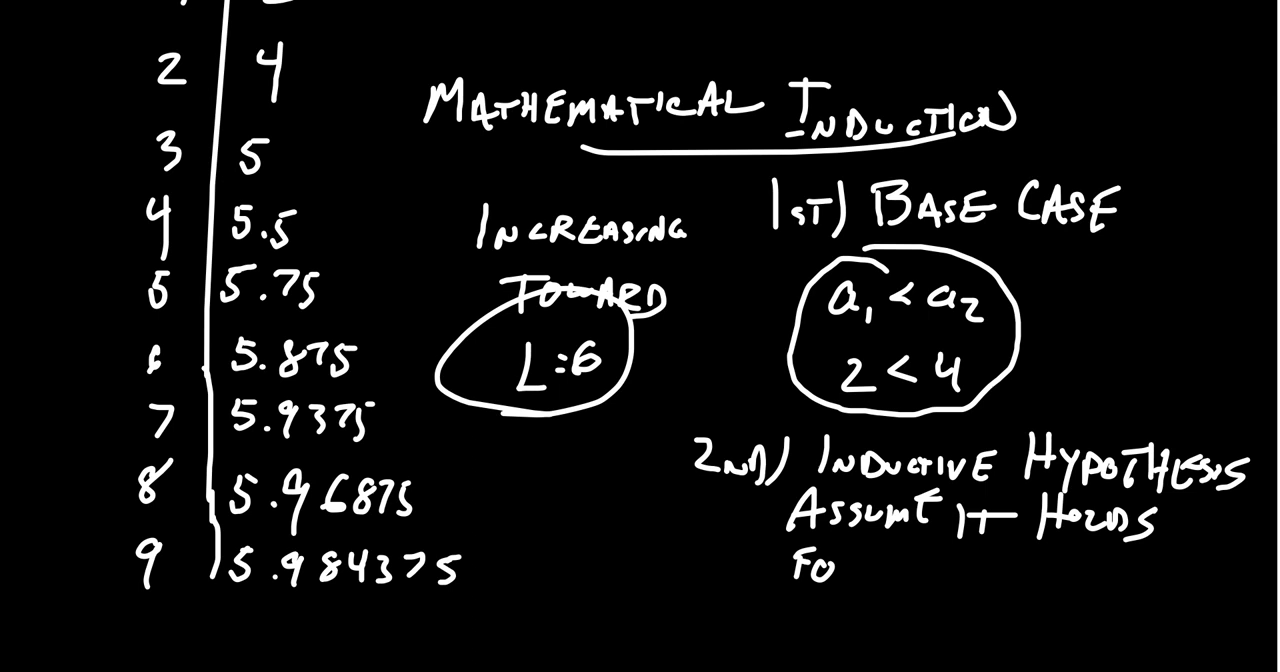 2 4
3 5
4 5.5
5 5.75
6 5.875
7 5.9375
8 5.96875
9 5.984375
MATHEMATICAL INDUCTION
INCREASING
TOWARD
L=6
1ST) BASE CASE
a₁ < a₂
2 < 4
2ND) INDUCTIVE HYPOTHESIS
ASSUME IT HOLDS
FO